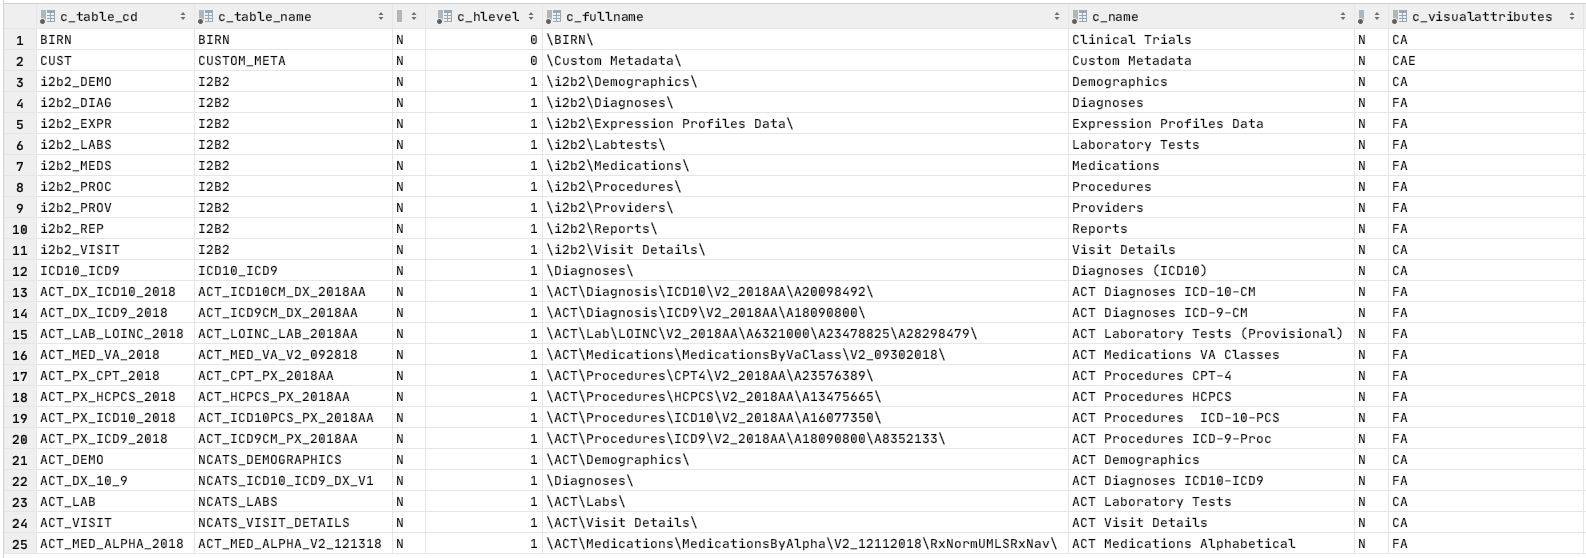 c_table_cd c_table_name c_hlevel c_fullname c_name c_visualattributes
1 BIRN BIRN N 0 \BIRN\ Clinical Trials N CA
2 CUST CUSTOM_META N 0 \Custom Metadata\ Custom Metadata N CAE
3 i2b2_DEMO I2B2 N 1 \i2b2\Demographics\ Demographics N CA
4 i2b2_DIAG I2B2 N 1 \i2b2\Diagnoses\ Diagnoses N FA
5 i2b2_EXPR I2B2 N 1 \i2b2\Expression Profiles Data\ Expression Profiles Data N FA
6 i2b2_LABS I2B2 N 1 \i2b2\Labtests\ Laboratory Tests N FA
7 i2b2_MEDS I2B2 N 1 \i2b2\Medications\ Medications N FA
8 i2b2_PROC I2B2 N 1 \i2b2\Procedures\ Procedures N FA
9 i2b2_PROV I2B2 N 1 \i2b2\Providers\ Providers N FA
10 i2b2_REP I2B2 N 1 \i2b2\Reports\ Reports N FA
11 i2b2_VISIT I2B2 N 1 \i2b2\Visit Details\ Visit Details N CA
12 ICD10_ICD9 ICD10_ICD9 N 1 \Diagnoses\ Diagnoses (ICD10) N CA
13 ACT_DX_ICD10_2018 ACT_ICD10CM_DX_2018AA N 1 \ACT\Diagnosis\ICD10\V2_2018AA\A20098492\ ACT Diagnoses ICD-10-CM N FA
14 ACT_DX_ICD9_2018 ACT_ICD9CM_DX_2018AA N 1 \ACT\Diagnosis\ICD9\V2_2018AA\A18090800\ ACT Diagnoses ICD-9-CM N FA
15 ACT_LAB_LOINC_2018 ACT_LOINC_LAB_2018AA N 1 \ACT\Lab\LOINC\V2_2018AA\A6321000\A23478825\A28298479\ ACT Laboratory Tests (Provisional) N FA
16 ACT_MED_VA_2018 ACT_MED_VA_V2_092818 N 1 \ACT\Medications\MedicationsByVaClass\V2_09302018\ ACT Medications VA Classes N FA
17 ACT_PX_CPT_2018 ACT_CPT_PX_2018AA N 1 \ACT\Procedures\CPT4\V2_2018AA\A23576389\ ACT Procedures CPT-4 N FA
18 ACT_PX_HCPCS_2018 ACT_HCPCS_PX_2018AA N 1 \ACT\Procedures\HCPCS\V2_2018AA\A13475665\ ACT Procedures HCPCS N FA
19 ACT_PX_ICD10_2018 ACT_ICD10PCS_PX_2018AA N 1 \ACT\Procedures\ICD10\V2_2018AA\A16077350\ ACT Procedures  ICD-10-PCS N FA
20 ACT_PX_ICD9_2018 ACT_ICD9CM_PX_2018AA N 1 \ACT\Procedures\ICD9\V2_2018AA\A18090800\A8352133\ ACT Procedures ICD-9-Proc N FA
21 ACT_DEMO NCATS_DEMOGRAPHICS N 1 \ACT\Demographics\ ACT Demographics N CA
22 ACT_DX_10_9 NCATS_ICD10_ICD9_DX_V1 N 1 \Diagnoses\ ACT Diagnoses ICD10-ICD9 N FA
23 ACT_LAB NCATS_LABS N 1 \ACT\Labs\ ACT Laboratory Tests N CA
24 ACT_VISIT NCATS_VISIT_DETAILS N 1 \ACT\Visit Details\ ACT Visit Details N CA
25 ACT_MED_ALPHA_2018 ACT_MED_ALPHA_V2_121318 N 1 \ACT\Medications\MedicationsByAlpha\V2_12112018\RxNormUMLSRxNav\ ACT Medications Alphabetical N FA